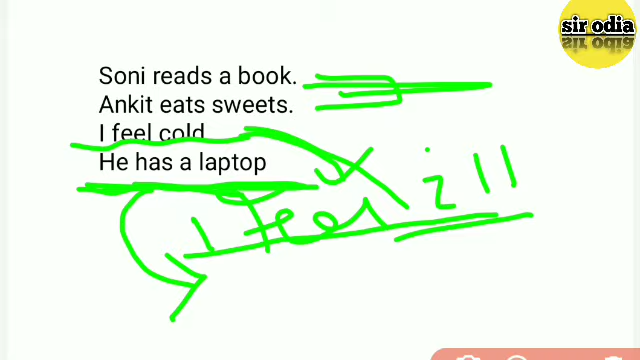 sir odia
Soni reads a book.
Ankit eats sweets.
I feel cold
He has a laptop
I feel ill